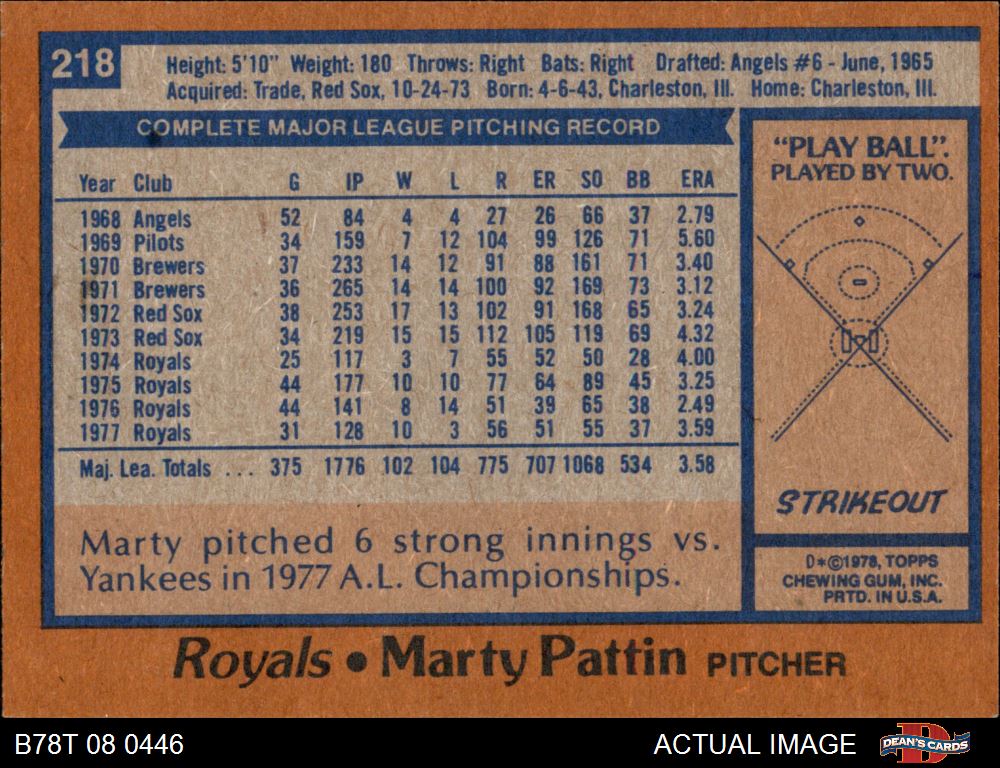 218
Height: 5'10" Weight: 180 Throws: Right Bats: Right Drafted: Angels #6 - June, 1965
Acquired: Trade, Red Sox, 10-24-73 Born: 4-6-43, Charleston, Ill. Home: Charleston, Ill.
COMPLETE MAJOR LEAGUE PITCHING RECORD
Year Club G IP W L R ER SO BB ERA
1968 Angels 52 84 4 4 27 26 66 37 2.79
1969 Pilots 34 159 7 12 104 99 126 71 5.60
1970 Brewers 37 233 14 12 91 88 161 71 3.40
1971 Brewers 36 265 14 14 100 92 169 73 3.12
1972 Red Sox 38 253 17 13 102 91 168 65 3.24
1973 Red Sox 34 219 15 15 112 105 119 69 4.32
1974 Royals 25 117 3 7 55 52 50 28 4.00
1975 Royals 44 177 10 10 77 64 89 45 3.25
1976 Royals 44 141 8 14 51 39 65 38 2.49
1977 Royals 31 128 10 3 56 51 55 37 3.59
Maj. Lea. Totals ... 375 1776 102 104 775 707 1068 534 3.58
Marty pitched 6 strong innings vs.
Yankees in 1977 A.L. Championships.
"PLAY BALL".
PLAYED BY TWO.
STRIKEOUT
D*©1978, TOPPS
CHEWING GUM, INC.
PRTD. IN U.S.A.
Royals • Marty Pattin PITCHER
B78T 08 0446
ACTUAL IMAGE
DEAN'S CARDS